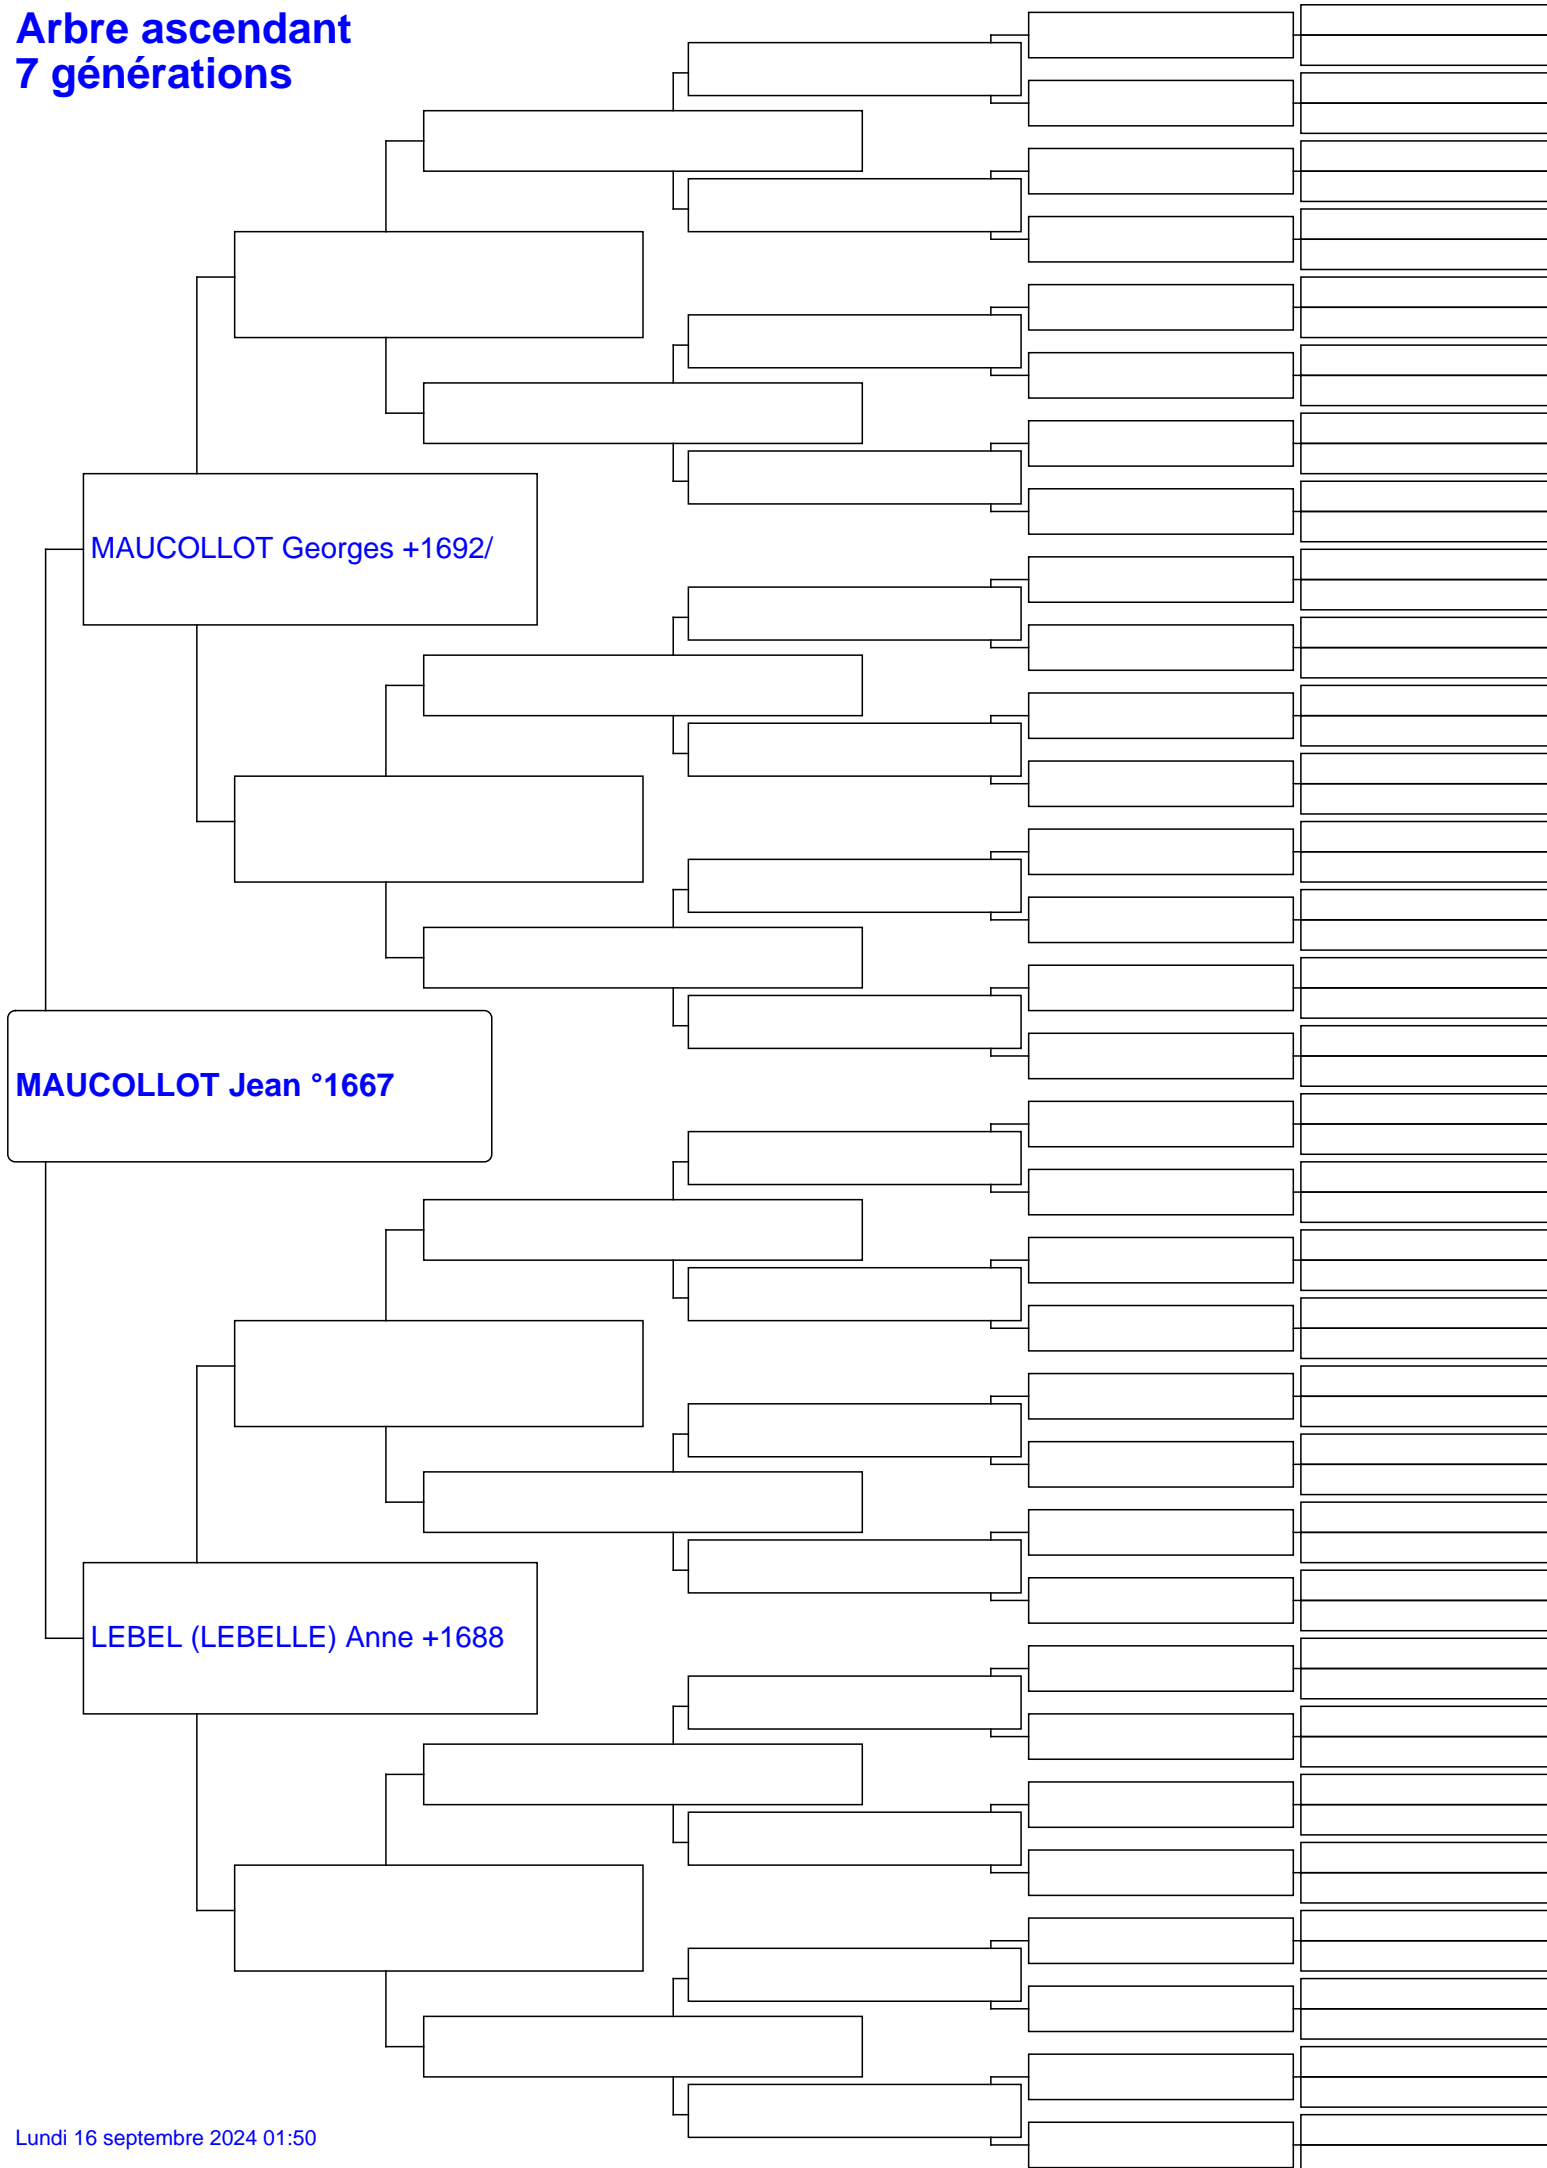 Arbre ascendant
7 générations
MAUCOLLOT Georges +1692/
MAUCOLLOT Jean °1667
LEBEL (LEBELLE) Anne +1688
Lundi 16 septembre 2024 01:50